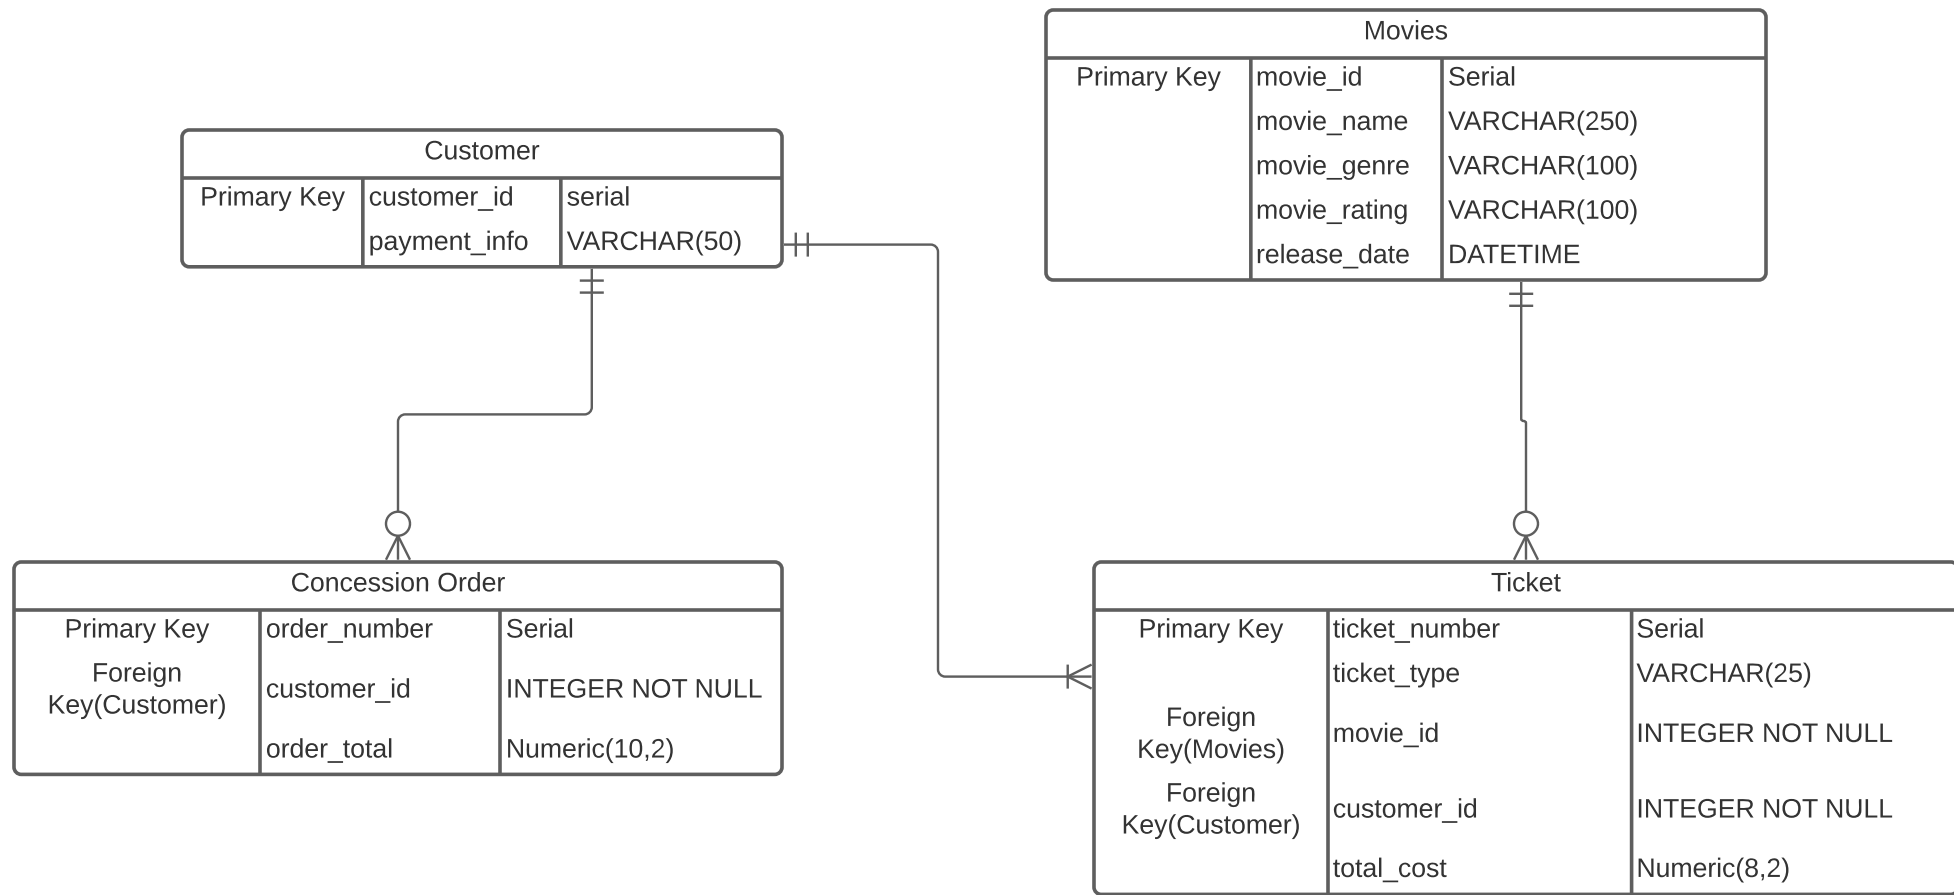 Movies
Primary Key movie_id Serial
movie_name VARCHAR(250)
movie_genre VARCHAR(100)
movie_rating VARCHAR(100)
release_date DATETIME
Customer
Primary Key customer_id serial
payment_info VARCHAR(50)
Concession Order
Primary Key order_number Serial
Foreign
Key(Customer) customer_id INTEGER NOT NULL
order_total Numeric(10,2)
Ticket
Primary Key ticket_number Serial
ticket_type VARCHAR(25)
Foreign
Key(Movies) movie_id INTEGER NOT NULL
Foreign
Key(Customer) customer_id INTEGER NOT NULL
total_cost Numeric(8,2)